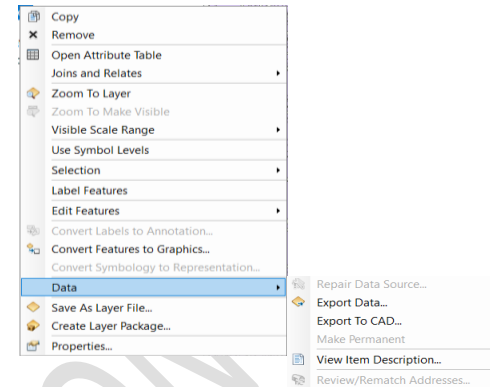 Copy
Remove
Open Attribute Table
Joins and Relates
Zoom To Layer
Zoom To Make Visible
Visible Scale Range
Use Symbol Levels
Selection
Label Features
Edit Features
Convert Labels to Annotation...
Convert Features to Graphics...
Convert Symbology to Representation...
Data
Save As Layer File...
Create Layer Package...
Properties...
Repair Data Source...
Export Data...
Export To CAD...
Make Permanent
View Item Description...
Review/Rematch Addresses...